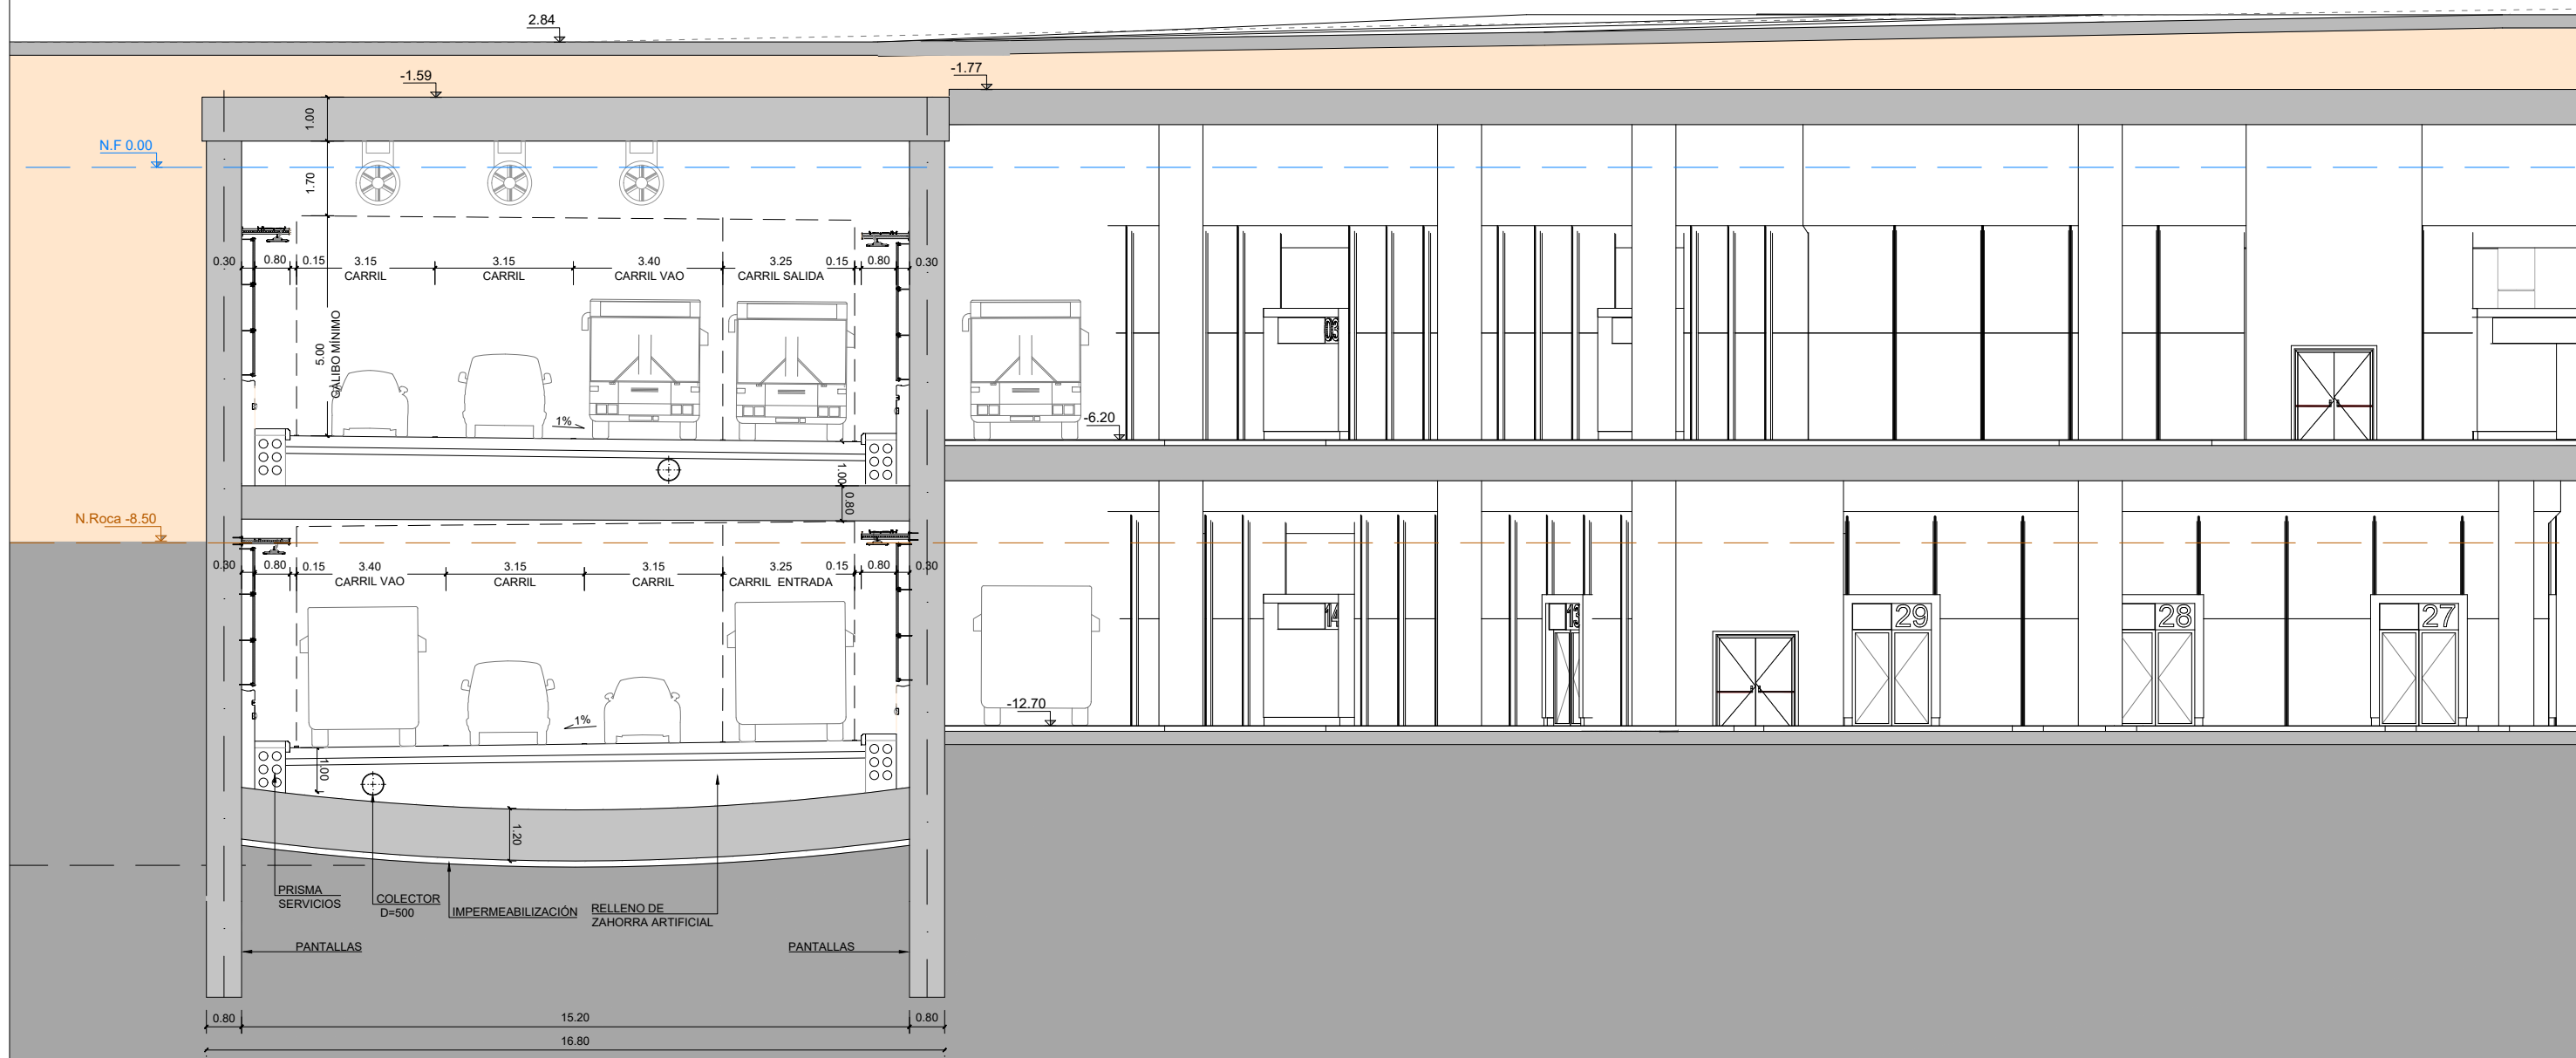 2.84
-1.59
-1.77
1.00
N.F 0.00
1.70
0.30
0.80
0.15
3.15
3.15
3.40
3.25
0.15
0.80
0.30
CARRIL
CARRIL
CARRIL VAO
CARRIL SALIDA
5.00
GÁLIBO MÍNIMO
03
1%
-6.20
1.00
0.80
N.Roca -8.50
0.30
0.80
0.15
3.40
3.15
3.15
3.25
0.15
0.80
0.30
CARRIL VAO
CARRIL
CARRIL
CARRIL ENTRADA
14
13
29
28
27
-12.70
1%
1.00
1.20
PRISMA
SERVICIOS
COLECTOR
D=500
IMPERMEABILIZACIÓN
RELLENO DE
ZAHORRA ARTIFICIAL
PANTALLAS
PANTALLAS
0.80
15.20
0.80
16.80